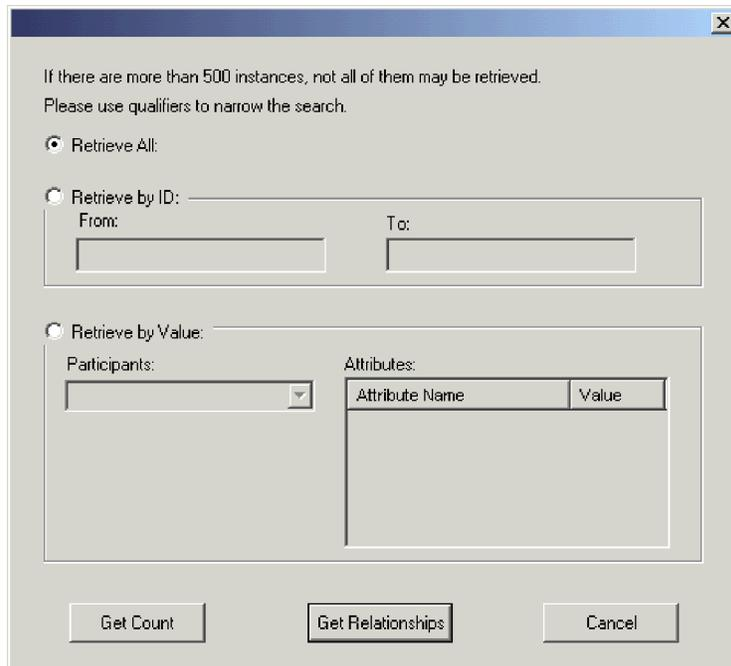 If there are more than 500 instances, not all of them may be retrieved.
Please use qualifiers to narrow the search.
Retrieve All:
Retrieve by ID:
From:
To:
Retrieve by Value:
Participants:
Attributes:
Attribute Name
Value
Get Count
Get Relationships
Cancel